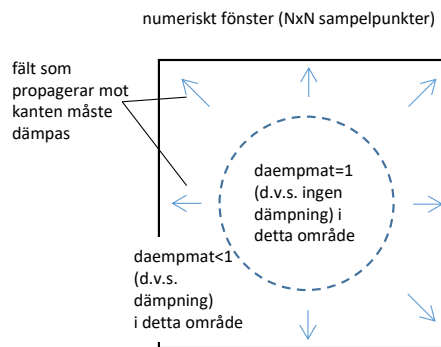 numeriskt fönster (NxN sampelpunkter)
fält som
propagerar mot
kanten måste
dämpas
daempmat=1
(d.v.s. ingen
dämpning) i
detta område
daempmat<1
(d.v.s.
dämpning)
i detta område